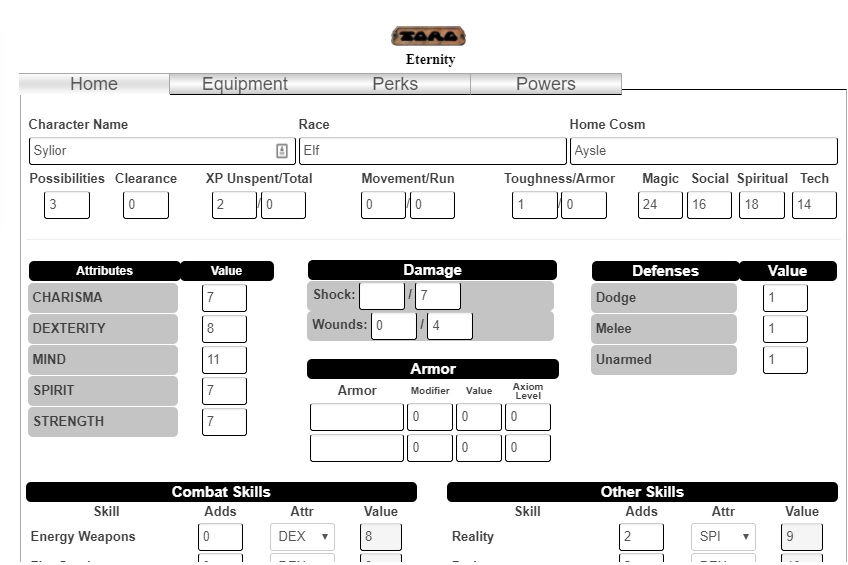 TORG
Eternity
Home Equipment Perks Powers
Character Name Race Home Cosm
Sylior Elf Aysle
Possibilities Clearance XP Unspent/Total Movement/Run Toughness/Armor Magic Social Spiritual Tech
3 0 2 / 0 0 / 0 1 / 0 24 16 18 14
Attributes Value Damage Defenses Value
CHARISMA 7 Shock: / 7 Dodge 1
DEXTERITY 8 Wounds: 0 / 4 Melee 1
MIND 11 Armor Unarmed 1
SPIRIT 7 Armor Modifier Value Axiom Level
STRENGTH 7 0 0 0
0 0 0
Combat Skills Other Skills
Skill Adds Attr Value Skill Adds Attr Value
Energy Weapons 0 DEX 8 Reality 2 SPI 9